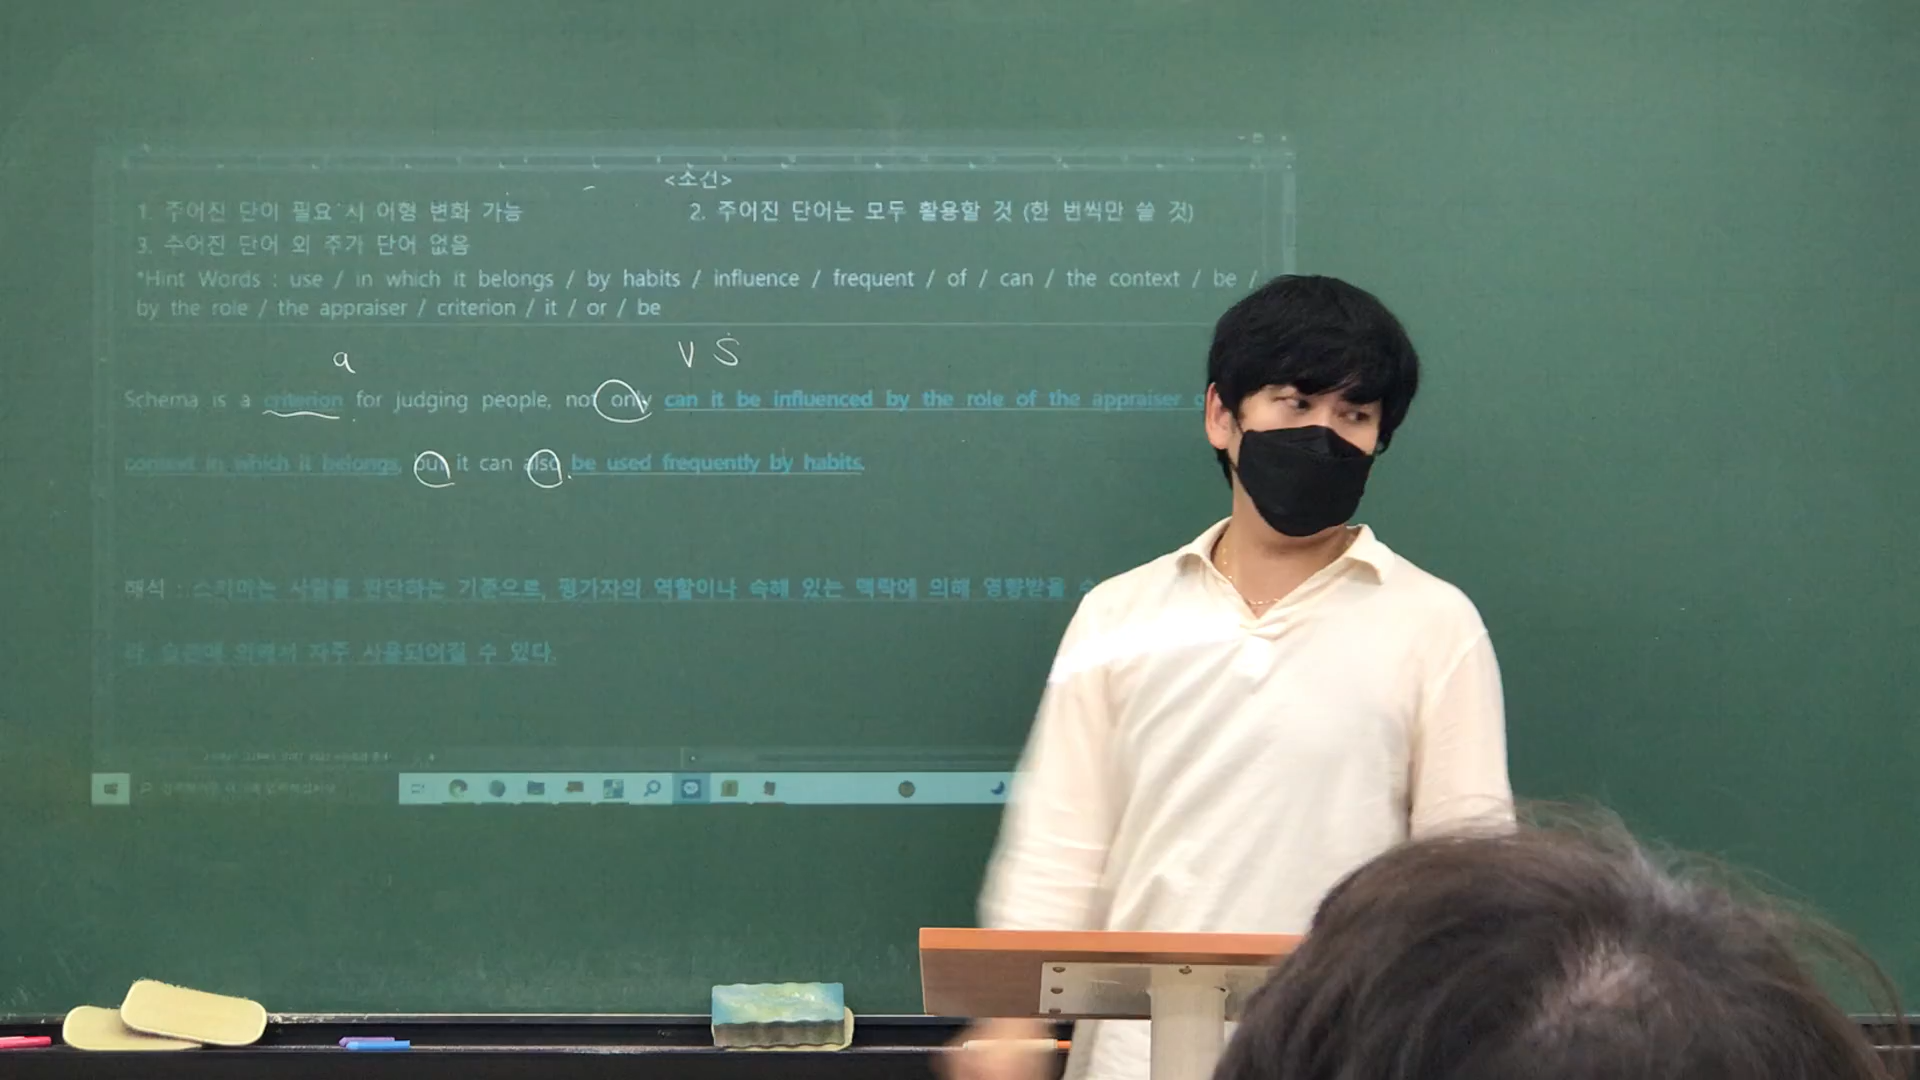 <조건>
1. 주어진 단어 필요 시 어형 변화 가능
2. 주어진 단어는 모두 활용할 것 (한 번씩만 쓸 것)
3. 주어진 단어 외 추가 단어 없음
*Hint Words : use / in which it belongs / by habits / influence / frequent / of / can / the context / be /
by the role / the appraiser / criterion / it / or / be
a
V S
Schema is a criterion for judging people, not only can it be influenced by the role of the appraiser
context in which it belongs, but it can also be used frequently by habits.
해석 : 스키마는 사람을 판단하는 기준으로, 평가자의 역할이나 속해 있는 맥락에 의해 영향받을
습관에 의해서 자주 사용되어질 수 있다.